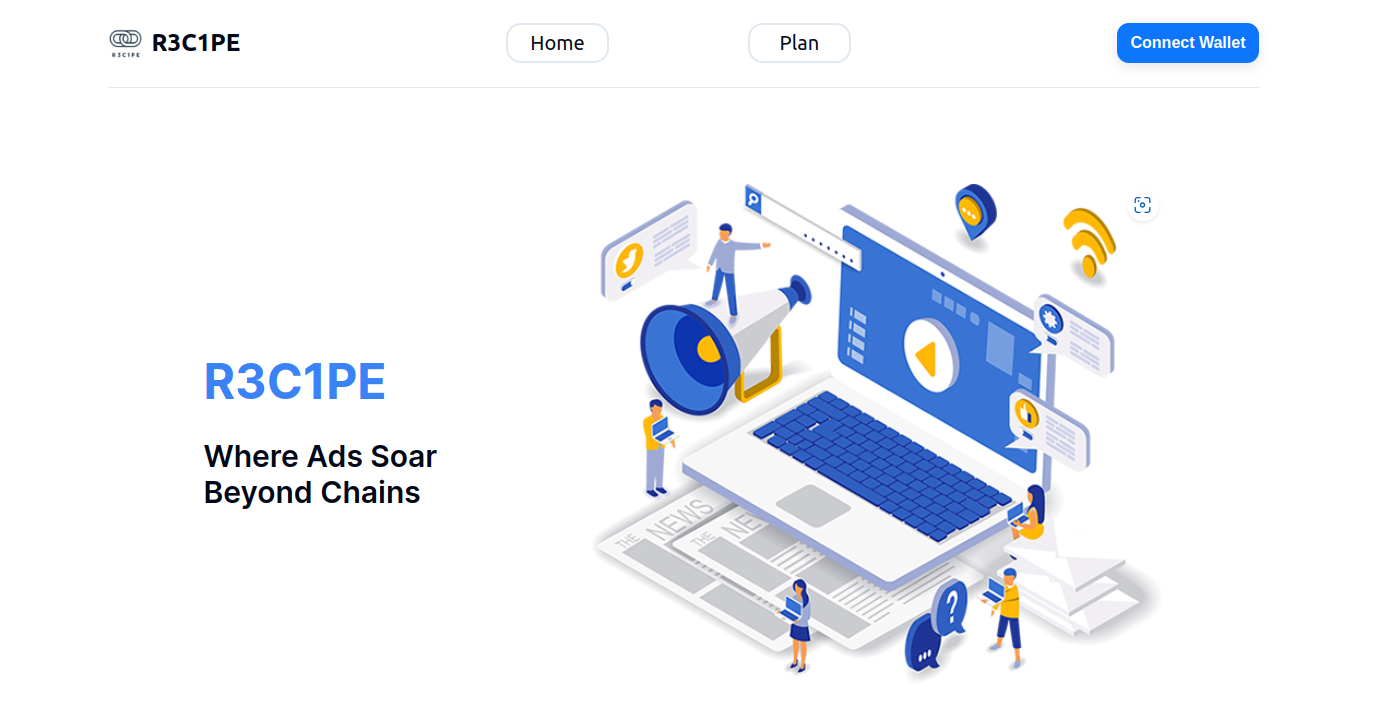 R3C1PE
R3C1PE
Home
Plan
Connect Wallet
R3C1PE
Where Ads Soar
Beyond Chains
THE NEWS
THE NE
?